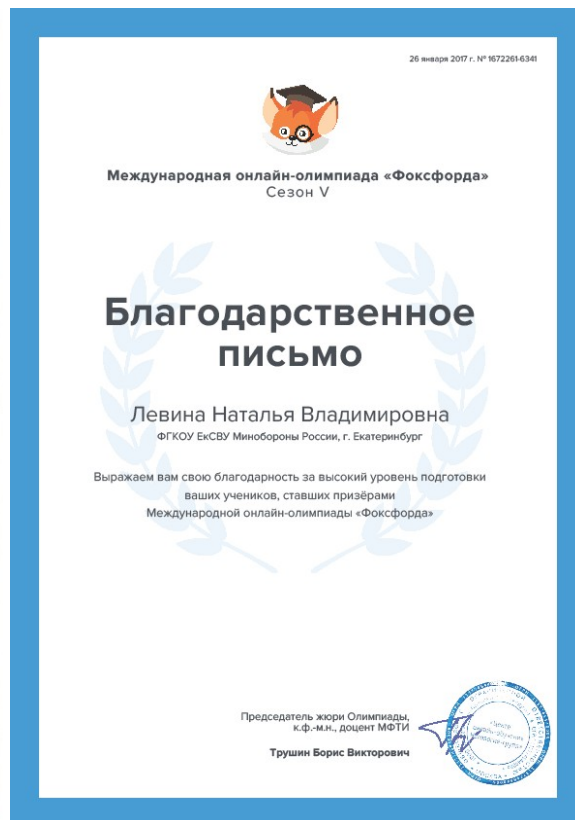 26 января 2017 г. № 1672261-6341
Международная онлайн-олимпиада «Фоксфорда»
Сезон V
Благодарственное
письмо
Левина Наталья Владимировна
ФГКОУ ЕкСВУ Минобороны России, г. Екатеринбург
Выражаем вам свою благодарность за высокий уровень подготовки
ваших учеников, ставших призёрами
Международной онлайн-олимпиады «Фоксфорда»
Председатель жюри Олимпиады,
к.ф.-м.н., доцент МФТИ
Трушин Борис Викторович